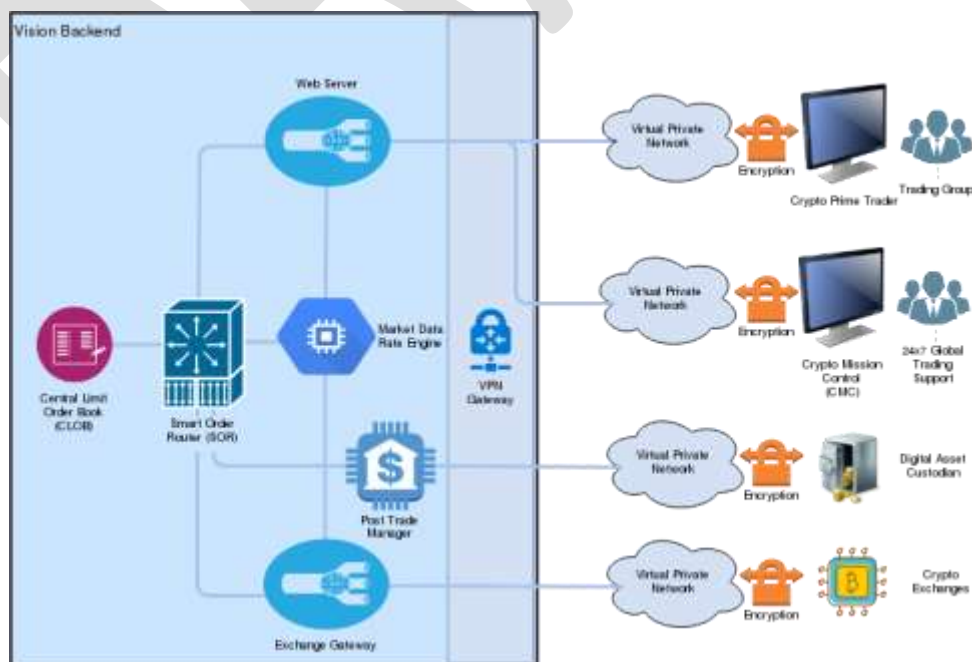 Vision Backend
Web Server
Virtual Private
Network
Encryption
Crypto Prime Trader
Trading Group
Virtual Private
Network
Encryption
Crypto Mission
Control
(CMC)
24x7 Global
Trading
Support
Market Data
Rate Engine
VPN
Gateway
Central Limit
Order Book
(CLOB)
Smart Order
Router (SOR)
Virtual Private
Network
Encryption
Digital Asset
Custodian
Post Trade
Manager
Virtual Private
Network
Encryption
Crypto
Exchanges
Exchange Gateway